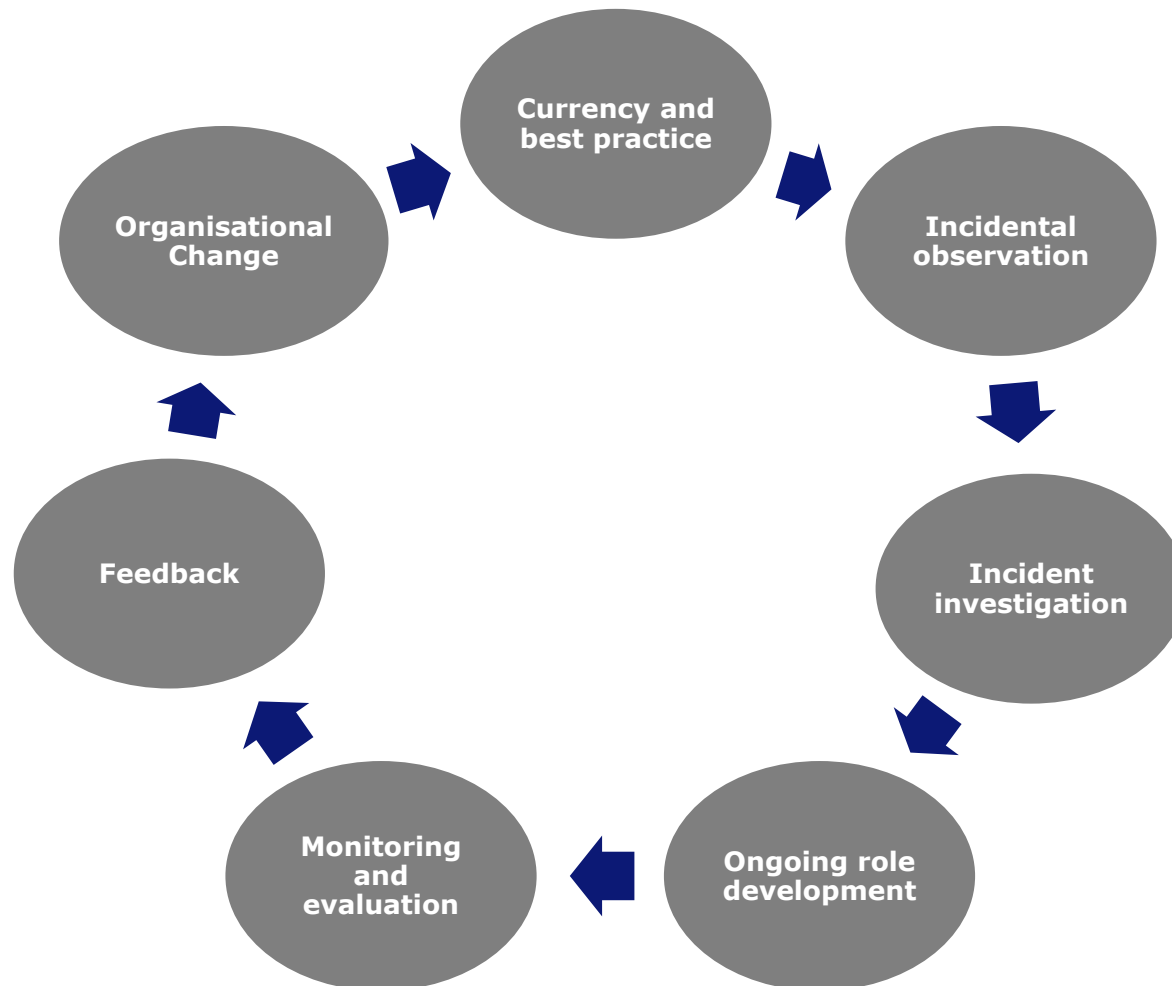 Currency and
best practice
Incidental
observation
Incident
investigation
Ongoing role
development
Monitoring
and
evaluation
Feedback
Organisational
Change